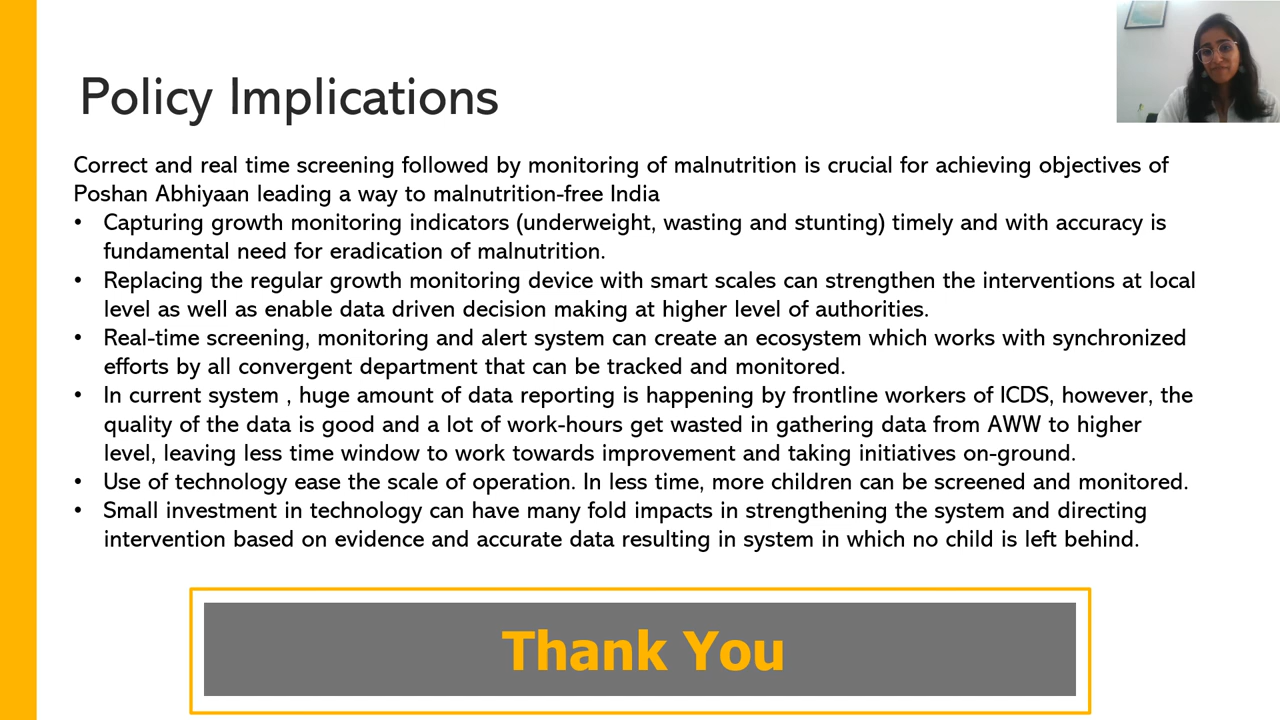 Policy Implications
Correct and real time screening followed by monitoring of malnutrition is crucial for achieving objectives of
Poshan Abhiyaan leading a way to malnutrition-free India
• Capturing growth monitoring indicators (underweight, wasting and stunting) timely and with accuracy is
fundamental need for eradication of malnutrition.
• Replacing the regular growth monitoring device with smart scales can strengthen the interventions at local
level as well as enable data driven decision making at higher level of authorities.
• Real-time screening, monitoring and alert system can create an ecosystem which works with synchronized
efforts by all convergent department that can be tracked and monitored.
• In current system , huge amount of data reporting is happening by frontline workers of ICDS, however, the
quality of the data is good and a lot of work-hours get wasted in gathering data from AWW to higher
level, leaving less time window to work towards improvement and taking initiatives on-ground.
• Use of technology ease the scale of operation. In less time, more children can be screened and monitored.
• Small investment in technology can have many fold impacts in strengthening the system and directing
intervention based on evidence and accurate data resulting in system in which no child is left behind.
Thank You